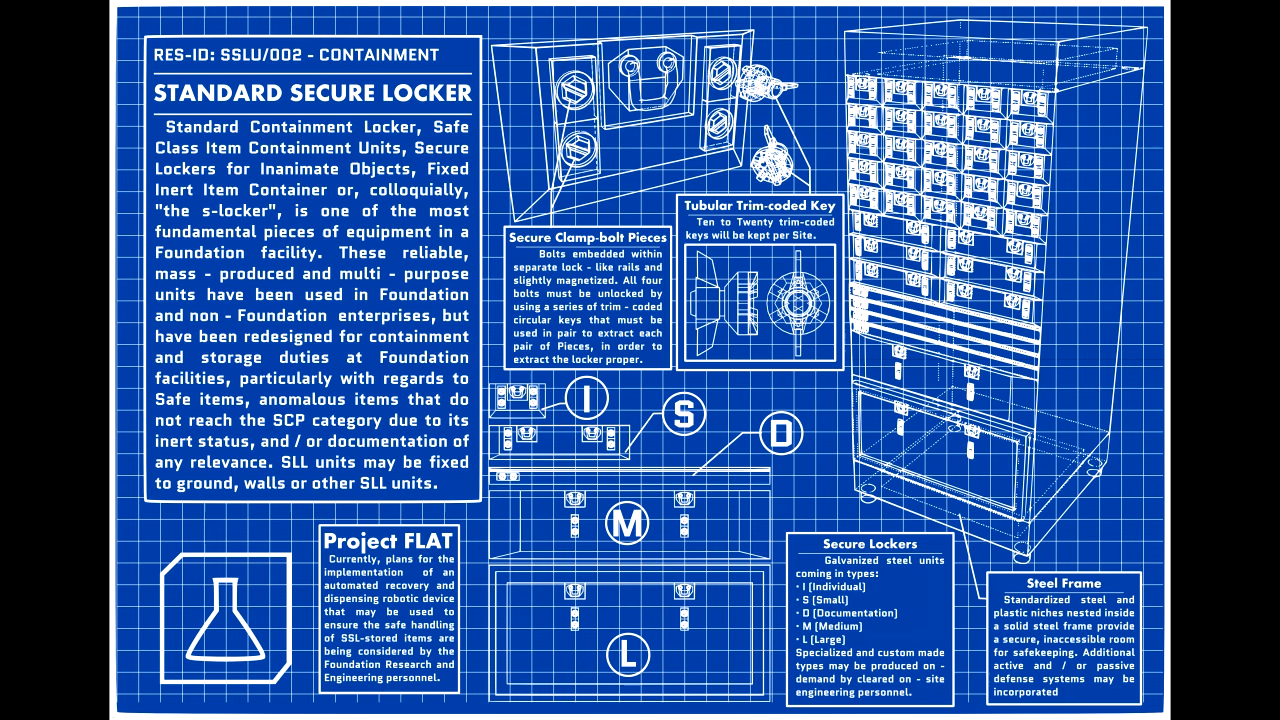 RES-ID: SSLU/002 - CONTAINMENT
STANDARD SECURE LOCKER
Standard Containment Locker, Safe
Class Item Containment Units, Secure
Lockers for Inanimate Objects, Fixed
Inert Item Container or, colloquially,
"the s-locker", is one of the most
fundamental pieces of equipment in a
Foundation facility. These reliable,
mass - produced and multi - purpose
units have been used in Foundation
and non - Foundation enterprises, but
have been redesigned for containment
and storage duties at Foundation
facilities, particularly with regards to
Safe items, anomalous items that do
not reach the SCP category due to its
inert status, and / or documentation of
any relevance. SLL units may be fixed
to ground, walls or other SLL units.
Secure Clamp-bolt Pieces
Bolts embedded within
separate lock - like rails and
slightly magnetized. All four
bolts must be unlocked by
using a series of trim - coded
circular keys that must be
used in pair to extract each
pair of Pieces, in order to
extract the locker proper.
Tubular Trim-coded Key
Ten to Twenty trim-coded
keys will be kept per Site.
I
S
D
M
L
Project FLAT
Currently, plans for the
implementation of an
automated recovery and
dispensing robotic device
that may be used to
ensure the safe handling
of SSL-stored items are
being considered by the
Foundation Research and
Engineering personnel.
Secure Lockers
Galvanized steel units
coming in types:
· I (Individual)
· S (Small)
· D (Documentation)
· M (Medium)
· L (Large)
Specialized and custom made
types may be produced on -
demand by cleared on - site
engineering personnel.
Steel Frame
Standardized steel and
plastic niches nested inside
a solid steel frame provide
a secure, inaccessible room
for safekeeping. Additional
active and / or passive
defense systems may be
incorporated